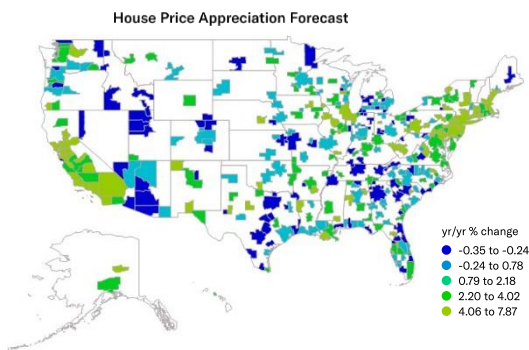 House Price Appreciation Forecast
yr/yr % change
-0.35 to -0.24
-0.24 to 0.78
0.79 to 2.18
2.20 to 4.02
4.06 to 7.87